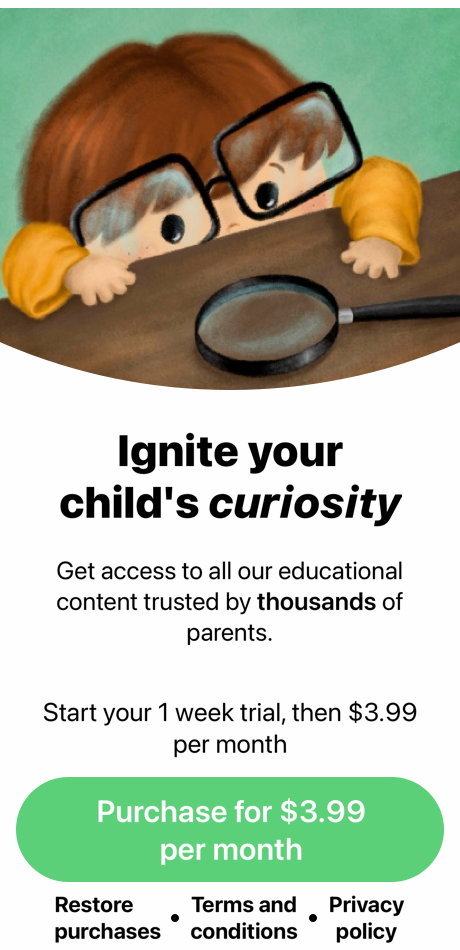 Ignite your
child's curiosity
Get access to all our educational
content trusted by thousands of
parents.
Start your 1 week trial, then $3.99
per month
Purchase for $3.99
per month
Restore
purchases
•
Terms and
conditions
•
Privacy
policy